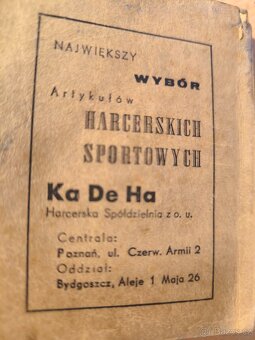 NAJWIĘKSZY
WYBÓR
Artykułów
HARCERSKICH
SPORTOWYCH
Ka De Ha
Harcerska Spółdzielnia z o. u.
Centrala:
Poznań, ul. Czerw. Armii 2
Oddział:
Bydgoszcz, Aleje 1 Maja 26